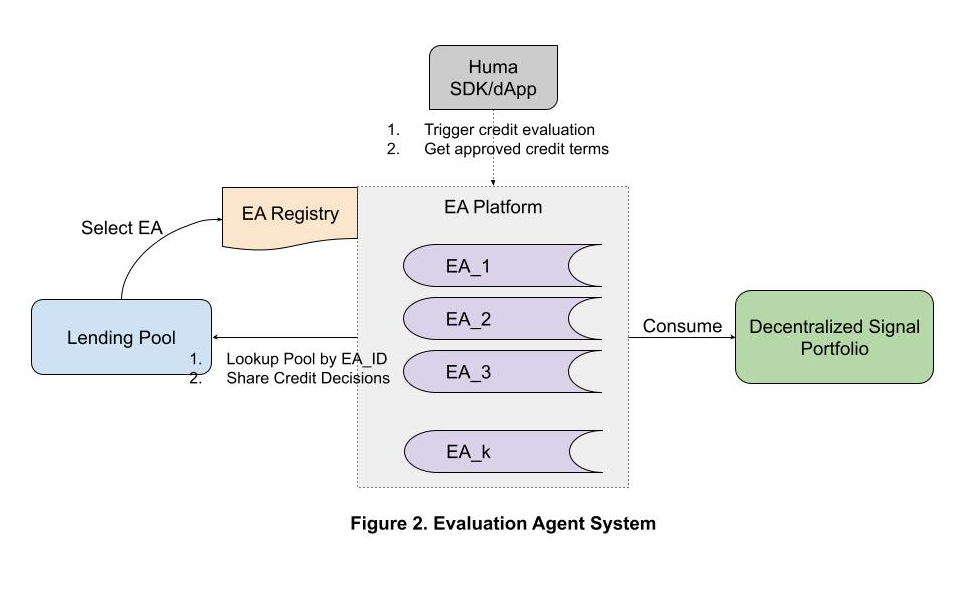 Huma
SDK/dApp
1. Trigger credit evaluation
2. Get approved credit terms
EA Registry
EA Platform
Select EA
EA_1
EA_2
EA_3
EA_k
Lending Pool
1. Lookup Pool by EA_ID
2. Share Credit Decisions
Consume
Decentralized Signal
Portfolio
Figure 2. Evaluation Agent System